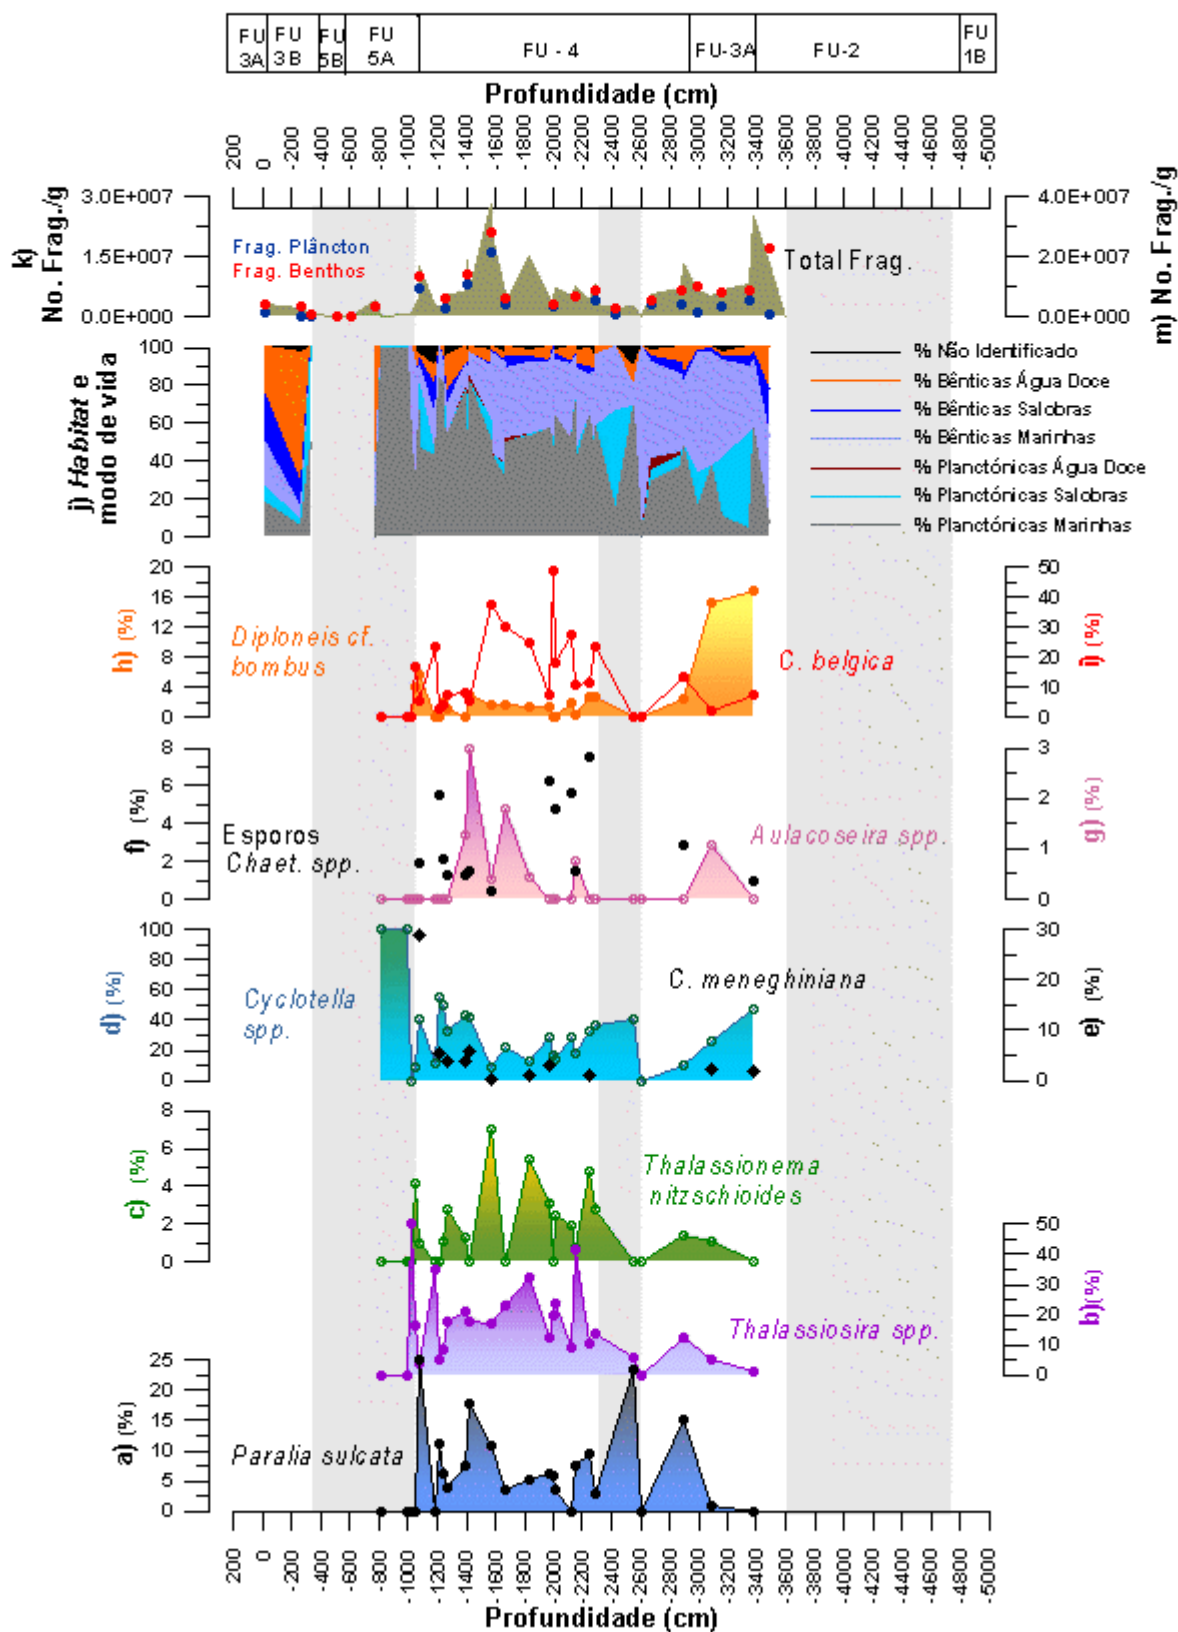 FU 3A
FU 3B
FU 5B
FU 5A
FU - 4
FU-3A
FU-2
FU 1B
Profundidade (cm)
200 0 -200 -400 -600 -800 -1000 -1200 -1400 -1600 -1800 -2000 -2200 -2400 -2600 -2800 -3000 -3200 -3400 -3600 -3800 -4000 -4200 -4400 -4600 -4800 -5000
k) No. Frag./g
3.0E+007
1.5E+007
0.0E+000
Frag. Plâncton
Frag. Benthos
Total Frag.
4.0E+007
2.0E+007
0.0E+000
m) No. Frag./g
j) Habitat e
modo de vida
100
80
60
40
20
0
% Não Identificado
% Bênticas Água Doce
% Bênticas Salobras
% Bênticas Marinhas
% Planctónicas Água Doce
% Planctónicas Salobras
% Planctónicas Marinhas
h) (%)
20
16
12
8
4
0
Diploneis cf.
bombus
C. belgica
50
40
30
20
10
0
i) (%)
f) (%)
8
6
4
2
0
Esporos
Chaet. spp.
Aulacoseira spp.
3
2
1
0
g) (%)
d) (%)
100
80
60
40
20
0
Cyclotella
spp.
C. meneghiniana
30
20
10
0
e) (%)
c) (%)
8
6
4
2
0
Thalassionema
nitzschioides
50
40
30
20
10
0
b)(%)
Thalassiosira spp.
a) (%)
25
20
15
10
5
0
Paralia sulcata
200 0 -200 -400 -600 -800 -1000 -1200 -1400 -1600 -1800 -2000 -2200 -2400 -2600 -2800 -3000 -3200 -3400 -3600 -3800 -4000 -4200 -4400 -4600 -4800 -5000
Profundidade (cm)